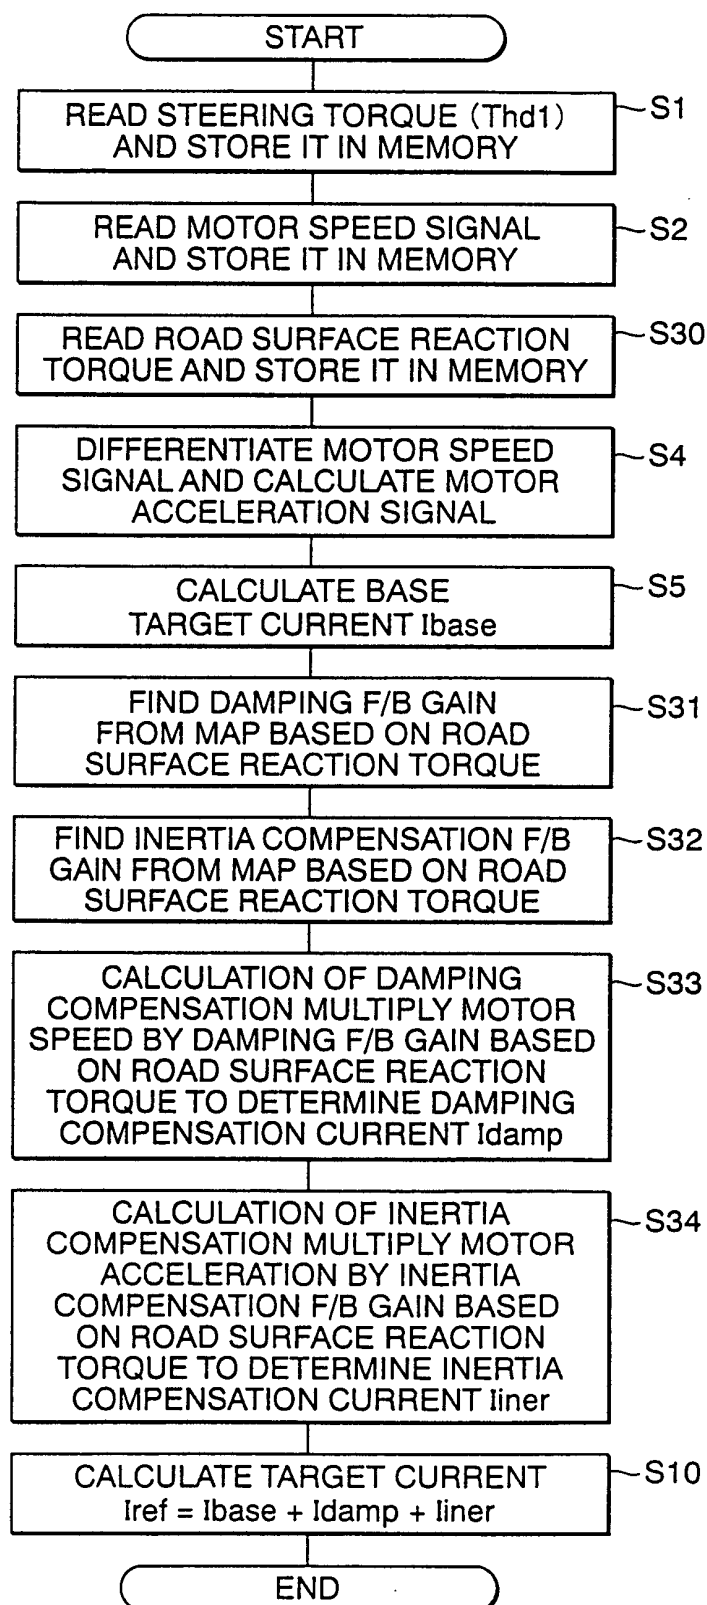 START
READ STEERING TORQUE (Thd1)
AND STORE IT IN MEMORY
S1
READ MOTOR SPEED SIGNAL
AND STORE IT IN MEMORY
S2
READ ROAD SURFACE REACTION
TORQUE AND STORE IT IN MEMORY
S30
DIFFERENTIATE MOTOR SPEED
SIGNAL AND CALCULATE MOTOR
ACCELERATION SIGNAL
S4
CALCULATE BASE
TARGET CURRENT Ibase
S5
FIND DAMPING F/B GAIN
FROM MAP BASED ON ROAD
SURFACE REACTION TORQUE
S31
FIND INERTIA COMPENSATION F/B
GAIN FROM MAP BASED ON ROAD
SURFACE REACTION TORQUE
S32
CALCULATION OF DAMPING
COMPENSATION MULTIPLY MOTOR
SPEED BY DAMPING F/B GAIN BASED
ON ROAD SURFACE REACTION
TORQUE TO DETERMINE DAMPING
COMPENSATION CURRENT Idamp
S33
CALCULATION OF INERTIA
COMPENSATION MULTIPLY MOTOR
ACCELERATION BY INERTIA
COMPENSATION F/B GAIN BASED
ON ROAD SURFACE REACTION
TORQUE TO DETERMINE INERTIA
COMPENSATION CURRENT Iiner
S34
CALCULATE TARGET CURRENT
Iref = Ibase + Idamp + Iiner
S10
END